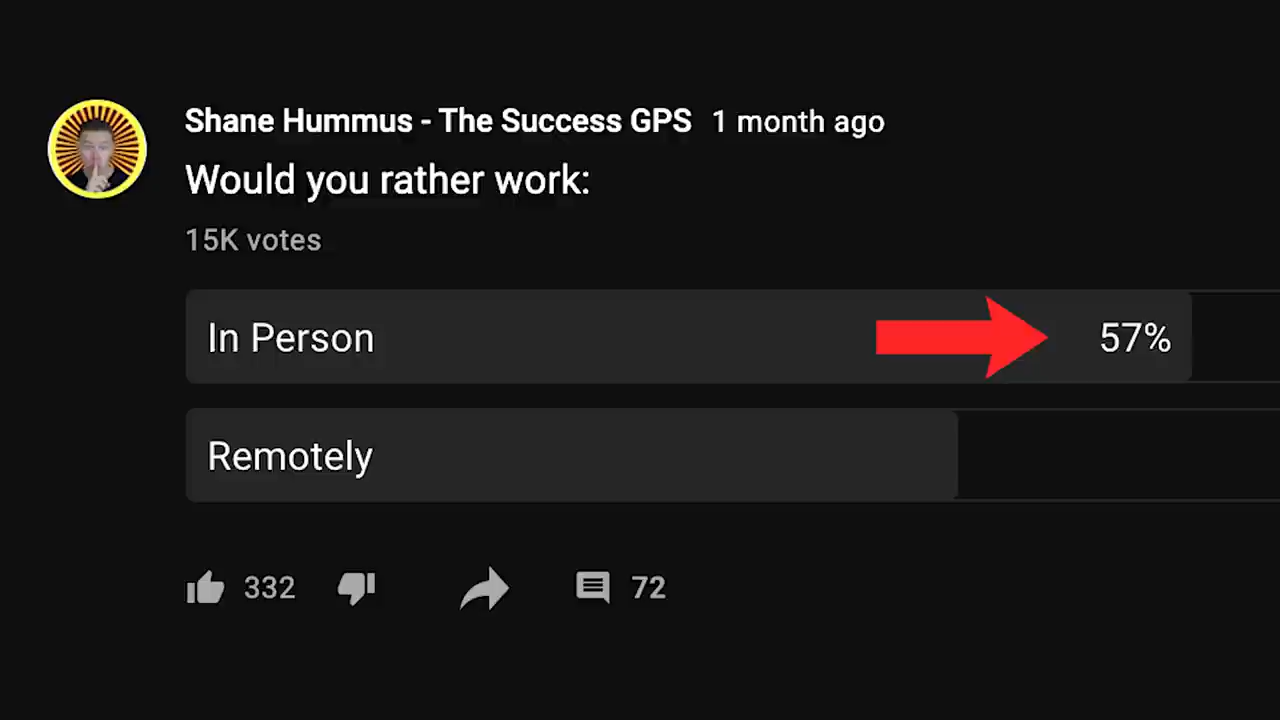 Shane Hummus - The Success GPS 1 month ago
Would you rather work:
15K votes
In Person 57%
Remotely
332 72